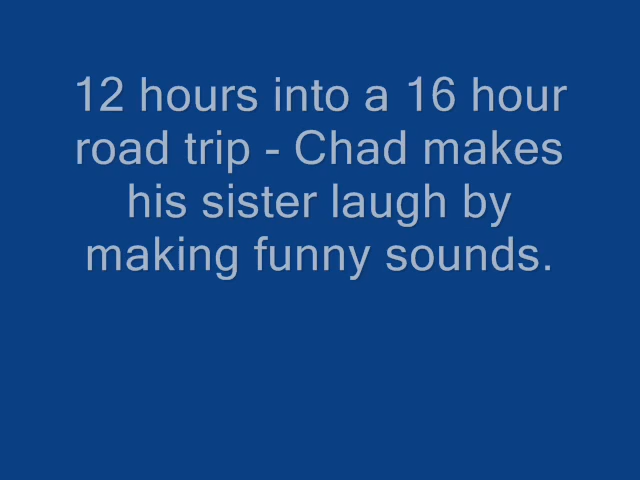 12 hours into a 16 hour
road trip - Chad makes
his sister laugh by
making funny sounds.